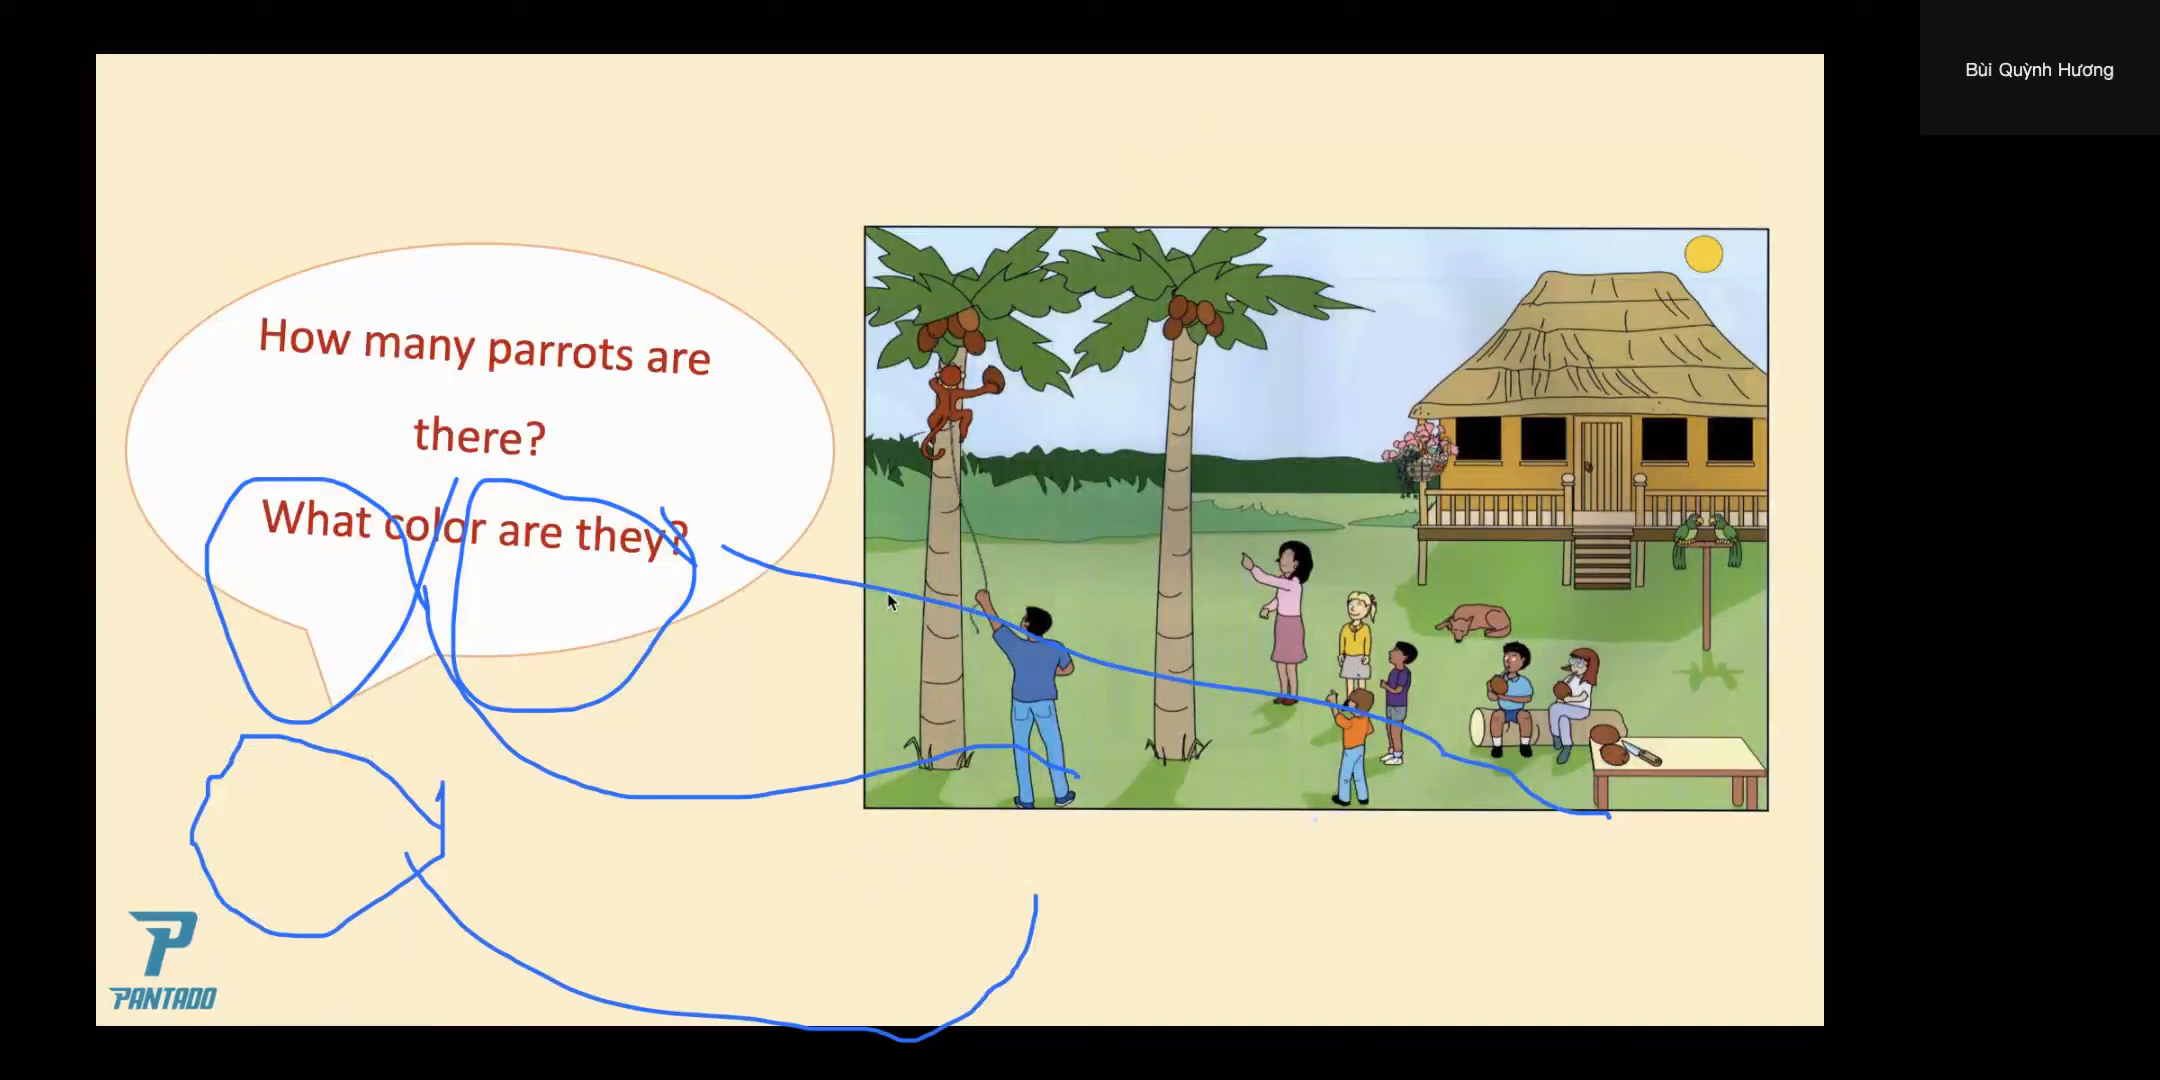 Bùi Quỳnh Hương
How many parrots are
there?
What color are they?
PANTADO